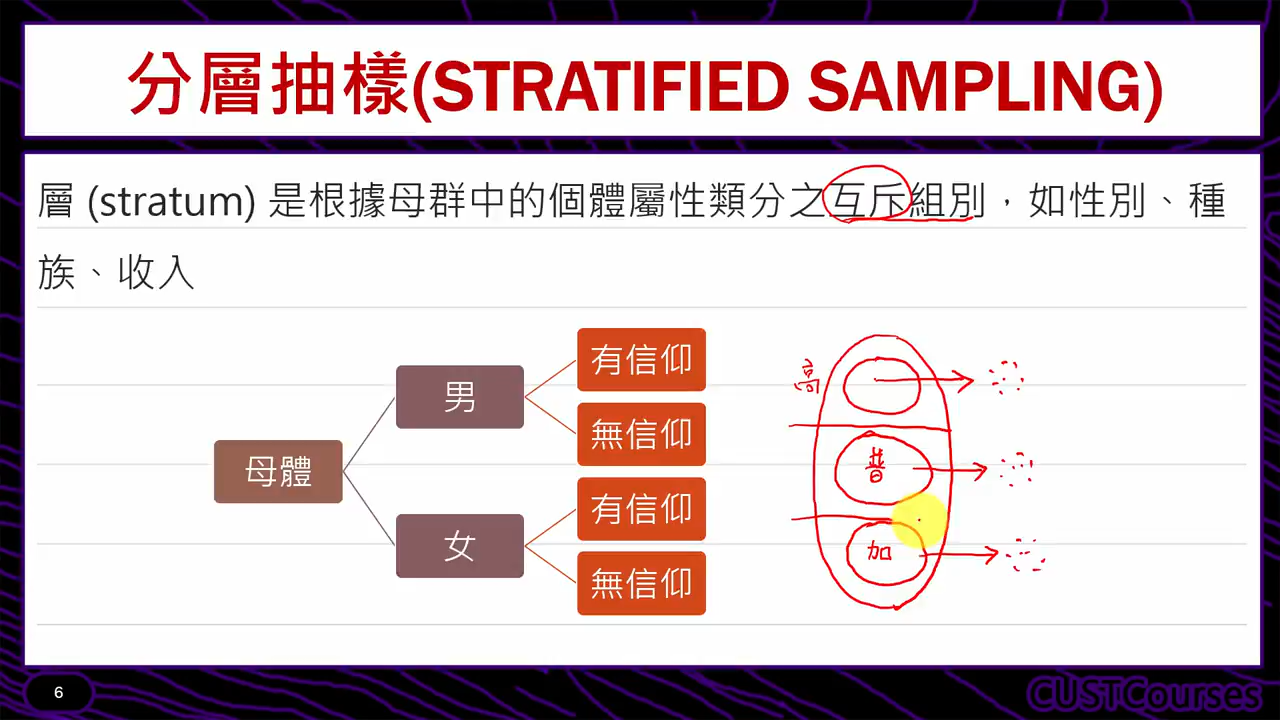 分層抽樣(STRATIFIED SAMPLING)
層 (stratum) 是根據母群中的個體屬性類分之互斥組別，如性別、種
族、收入
母體
男
女
有信仰
無信仰
有信仰
無信仰
高
普
加
6
CUSTCourses